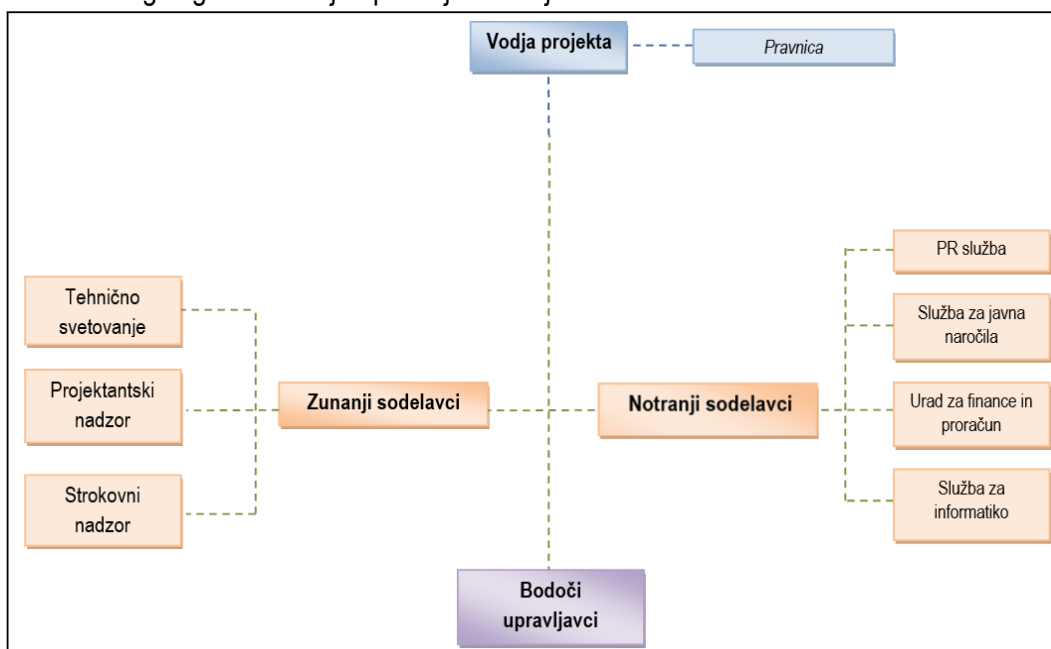 Vodja projekta
Pravnica
PR služba
Tehnično
svetovanje
Služba za javna
naročila
Projektantski
nadzor
Zunanji sodelavci
Notranji sodelavci
Urad za finance in
proračun
Strokovni
nadzor
Služba za
informatiko
Bodoči
upravljavci